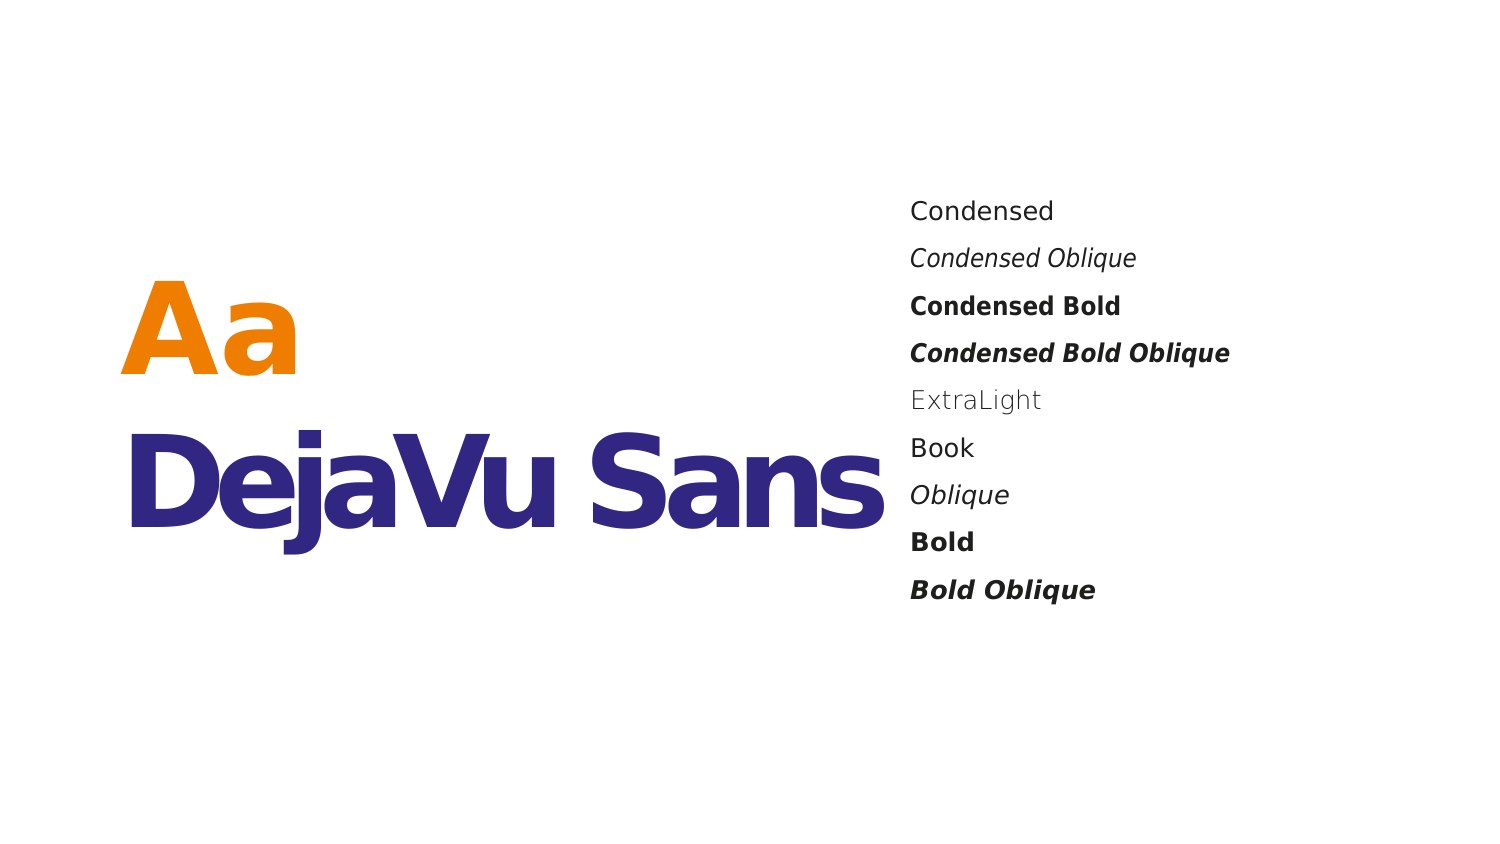 Aa
DejaVu Sans
Condensed
Condensed Oblique
Condensed Bold
Condensed Bold Oblique
ExtraLight
Book
Oblique
Bold
Bold Oblique